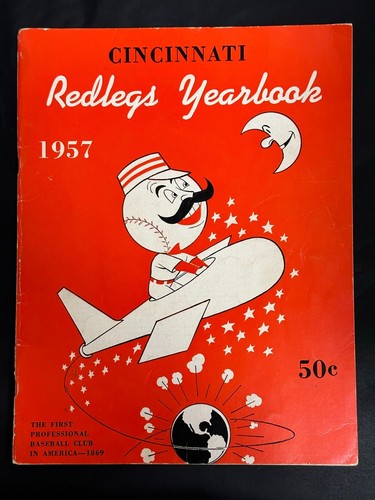 CINCINNATI
Redlegs Yearbook
1957
50c
THE FIRST
PROFESSIONAL
BASEBALL CLUB
IN AMERICA—1869